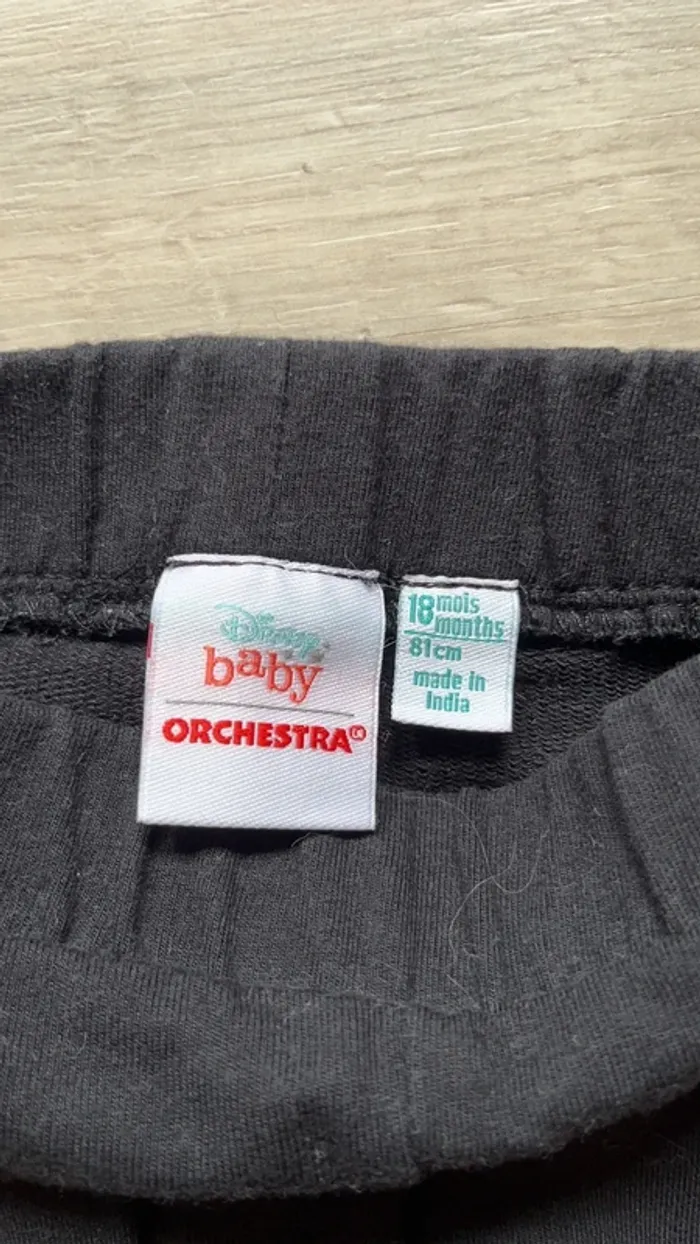 Disney
baby
ORCHESTRA®
18 mois
months
81cm
made in
India